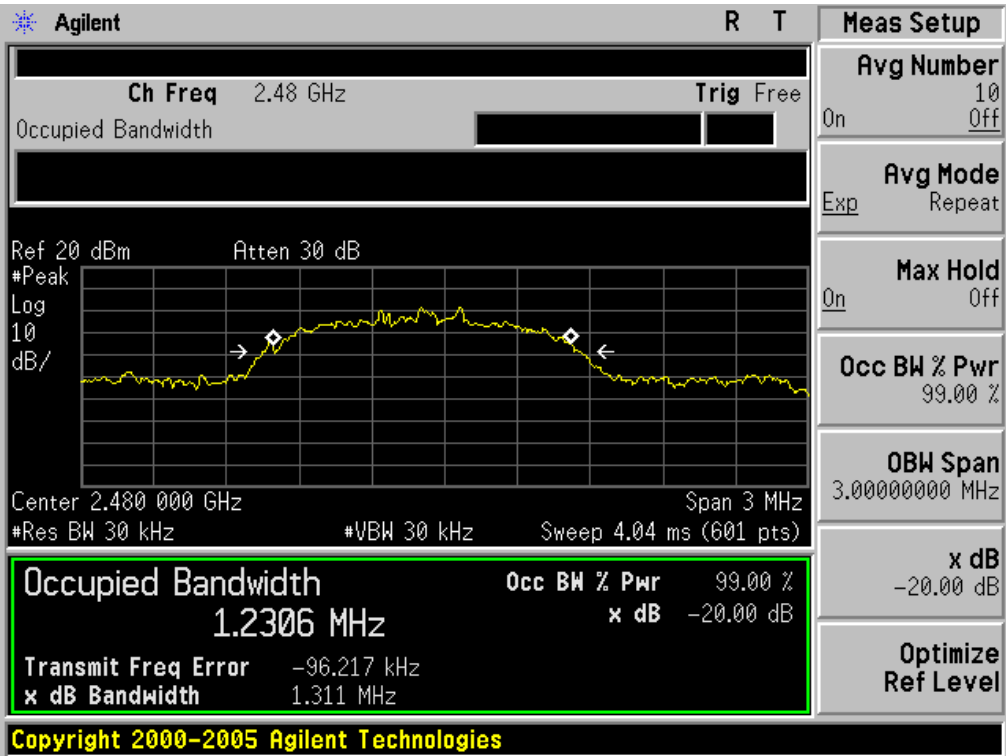 Agilent R T
Ch Freq 2.48 GHz Trig Free
Occupied Bandwidth
Ref 20 dBm Atten 30 dB
#Peak
Log
10
dB/
Center 2.480 000 GHz Span 3 MHz
#Res BW 30 kHz #VBW 30 kHz Sweep 4.04 ms (601 pts)
Occupied Bandwidth Occ BW % Pwr 99.00 %
1.2306 MHz x dB -20.00 dB
Transmit Freq Error -96.217 kHz
x dB Bandwidth 1.311 MHz
Copyright 2000-2005 Agilent Technologies
Meas Setup
Avg Number
10
On Off
Avg Mode
Exp Repeat
Max Hold
On Off
Occ BW % Pwr
99.00 %
OBW Span
3.00000000 MHz
x dB
-20.00 dB
Optimize
Ref Level